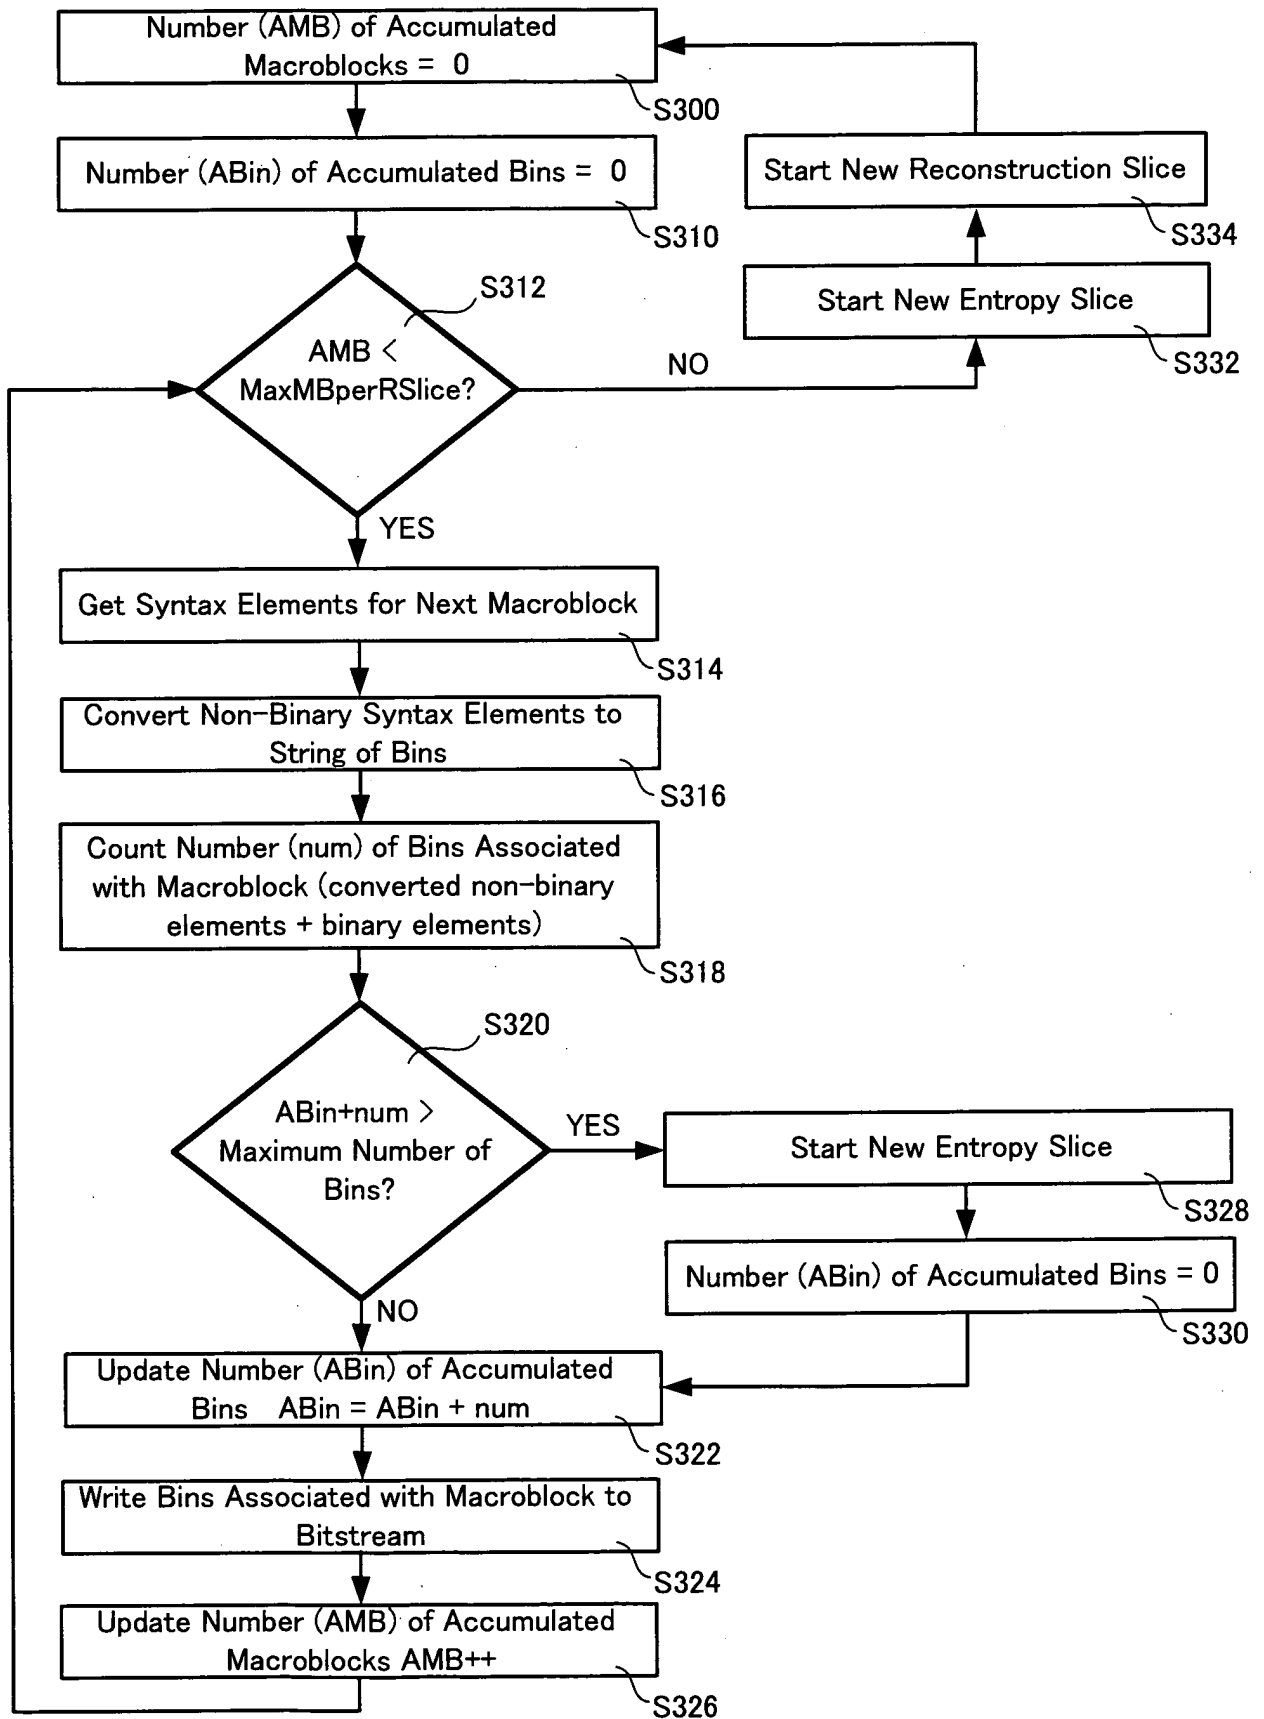 Number (AMB) of Accumulated
Macroblocks = 0
S300
Number (ABin) of Accumulated Bins = 0
S310
Start New Reconstruction Slice
S334
Start New Entropy Slice
S332
S312
AMB <
MaxMBperRSlice?
NO
YES
Get Syntax Elements for Next Macroblock
S314
Convert Non-Binary Syntax Elements to
String of Bins
S316
Count Number (num) of Bins Associated
with Macroblock (converted non-binary
elements + binary elements)
S318
S320
ABin+num >
Maximum Number of
Bins?
YES
Start New Entropy Slice
S328
Number (ABin) of Accumulated Bins = 0
S330
NO
Update Number (ABin) of Accumulated
Bins ABin = ABin + num
S322
Write Bins Associated with Macroblock to
Bitstream
S324
Update Number (AMB) of Accumulated
Macroblocks AMB++
S326